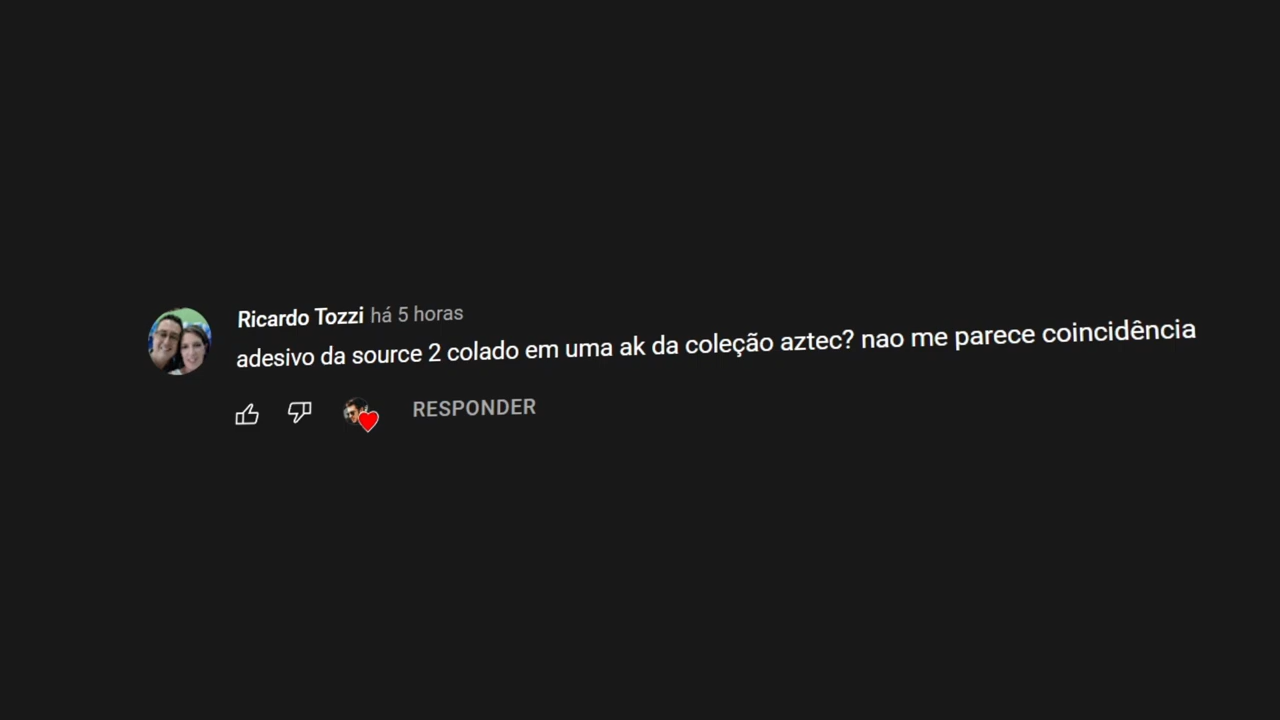 Ricardo Tozzi há 5 horas
adesivo da source 2 colado em uma ak da coleção aztec? nao me parece coincidência
RESPONDER